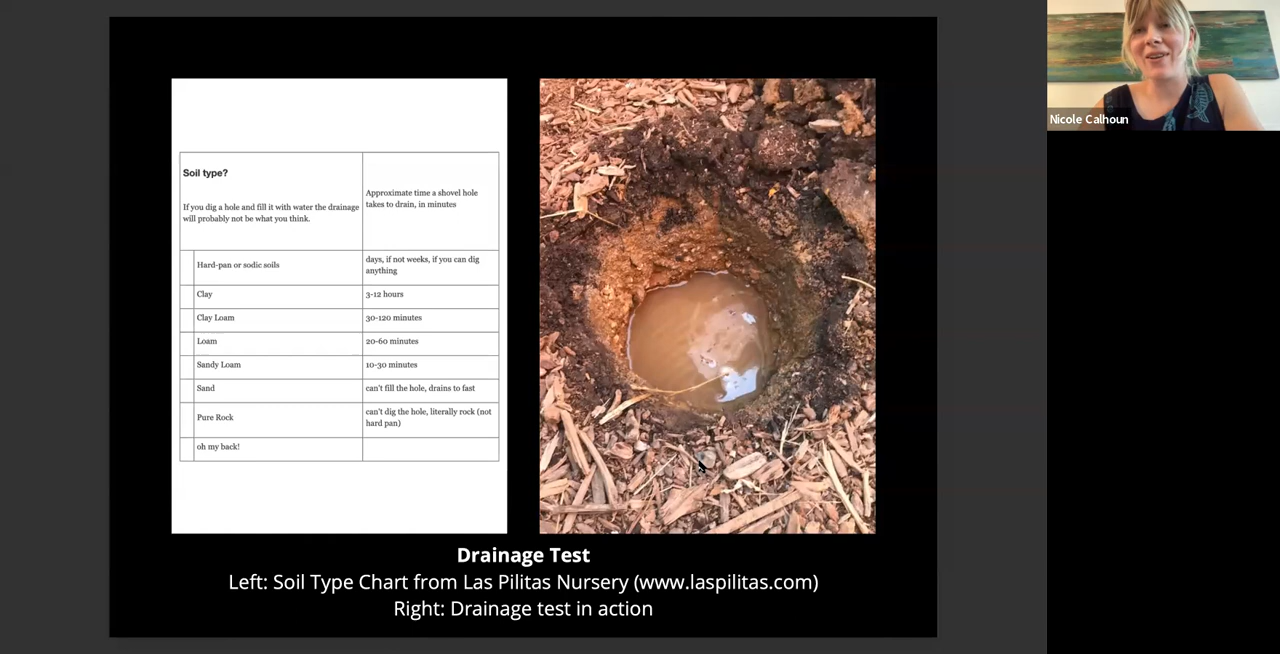 Soil type?
If you dig a hole and fill it with water the drainage
will probably not be what you think.
Approximate time a shovel hole
takes to drain, in minutes
Hard-pan or sodic soils
days, if not weeks, if you can dig
anything
Clay
3-12 hours
Clay Loam
30-120 minutes
Loam
20-60 minutes
Sandy Loam
10-30 minutes
Sand
can't fill the hole, drains to fast
Pure Rock
can't dig the hole, literally rock (not
hard pan)
oh my back!
Drainage Test
Left: Soil Type Chart from Las Pilitas Nursery (www.laspilitas.com)
Right: Drainage test in action
Nicole Calhoun